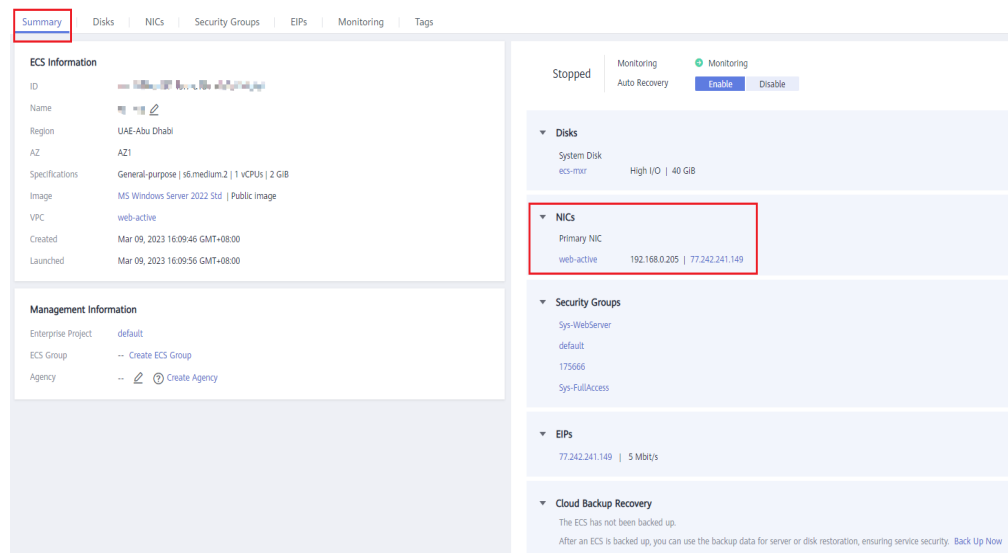 Summary Disks NICs Security Groups EIPs Monitoring Tags
ECS Information
ID
Name
Region UAE-Abu Dhabi
AZ AZ1
Specifications General-purpose | s6.medium.2 | 1 vCPUs | 2 GiB
Image MS Windows Server 2022 Std | Public image
VPC web-active
Created Mar 09, 2023 16:09:46 GMT+08:00
Launched Mar 09, 2023 16:09:56 GMT+08:00
Management Information
Enterprise Project default
ECS Group -- Create ECS Group
Agency -- Create Agency
Stopped
Monitoring Monitoring
Auto Recovery Enable Disable
Disks
System Disk
ecs-mxr High I/O | 40 GiB
NICs
Primary NIC
web-active 192.168.0.205 | 77.242.241.149
Security Groups
Sys-WebServer
default
175666
Sys-FullAccess
EIPs
77.242.241.149 | 5 Mbit/s
Cloud Backup Recovery
The ECS has not been backed up.
After an ECS is backed up, you can use the backup data for server or disk restoration, ensuring service security. Back Up Now